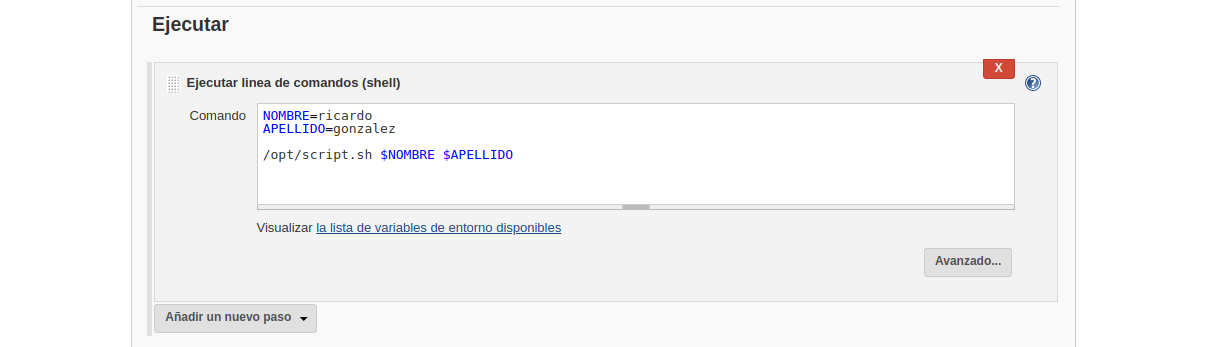 Ejecutar
X
Ejecutar linea de comandos (shell)
?
Comando
NOMBRE=ricardo
APELLIDO=gonzalez
/opt/script.sh $NOMBRE $APELLIDO
Visualizar la lista de variables de entorno disponibles
Avanzado...
Añadir un nuevo paso